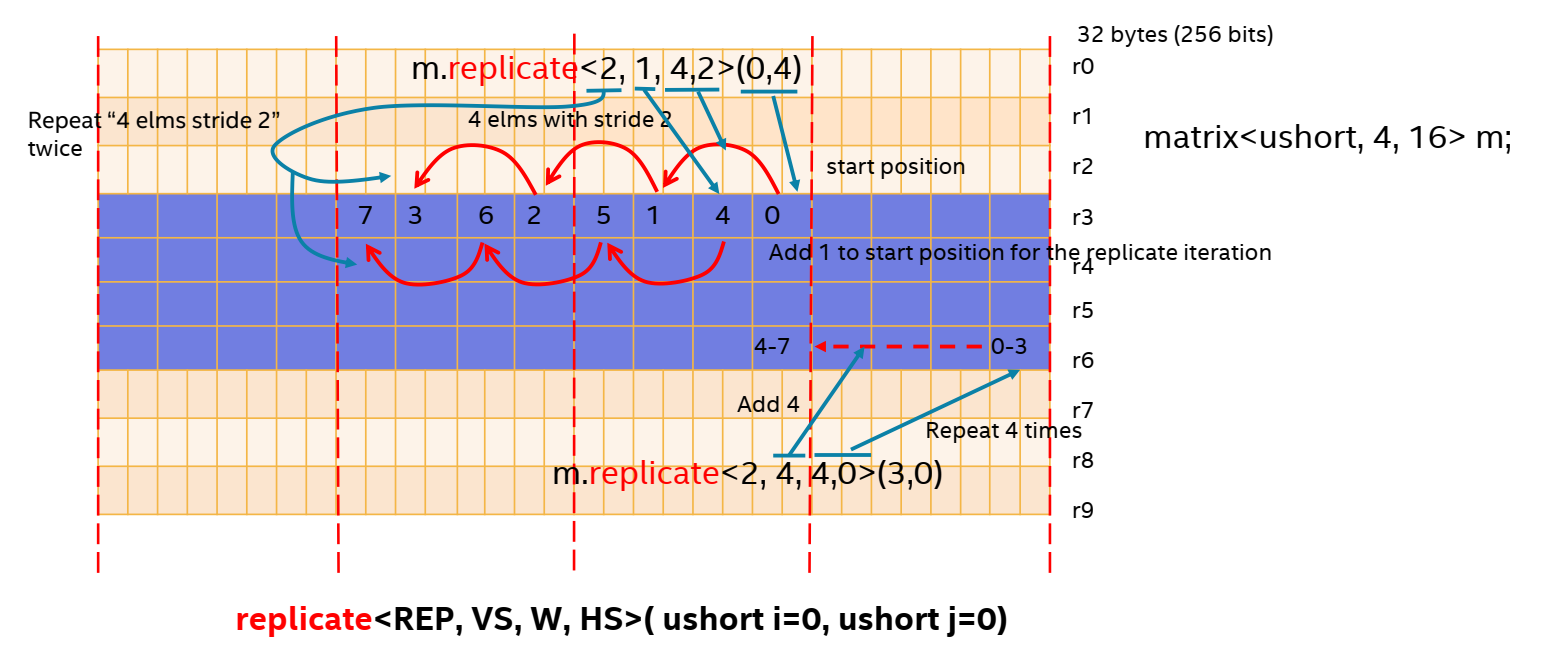 32 bytes (256 bits)
m.replicate<2, 1, 4,2>(0,4)
r0
Repeat “4 elms stride 2”
twice
4 elms with stride 2
r1
matrix<ushort, 4, 16> m;
start position
r2
7 3 6 2 5 1 4 0
r3
Add 1 to start position for the replicate iteration
r4
r5
4-7
0-3
r6
Add 4
r7
Repeat 4 times
r8
m.replicate<2, 4, 4,0>(3,0)
r9
replicate<REP, VS, W, HS>( ushort i=0, ushort j=0)